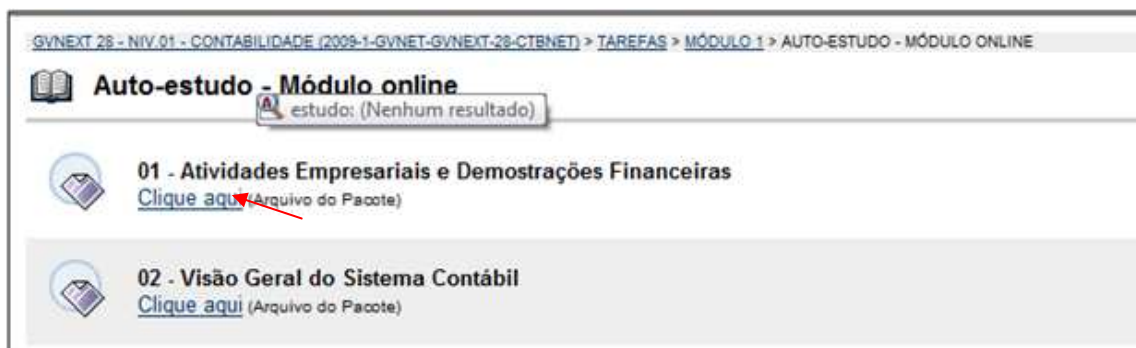 GVNEXT 28 - NIV.01 - CONTABILIDADE (2009-1-GVNET-GVNEXT-28-CTBNET) > TAREFAS > MÓDULO 1 > AUTO-ESTUDO - MÓDULO ONLINE
Auto-estudo - Módulo online
estudo: (Nenhum resultado)
01 - Atividades Empresariais e Demostrações Financeiras
Clique aqui (Arquivo do Pacote)
02 - Visão Geral do Sistema Contábil
Clique aqui (Arquivo do Pacote)